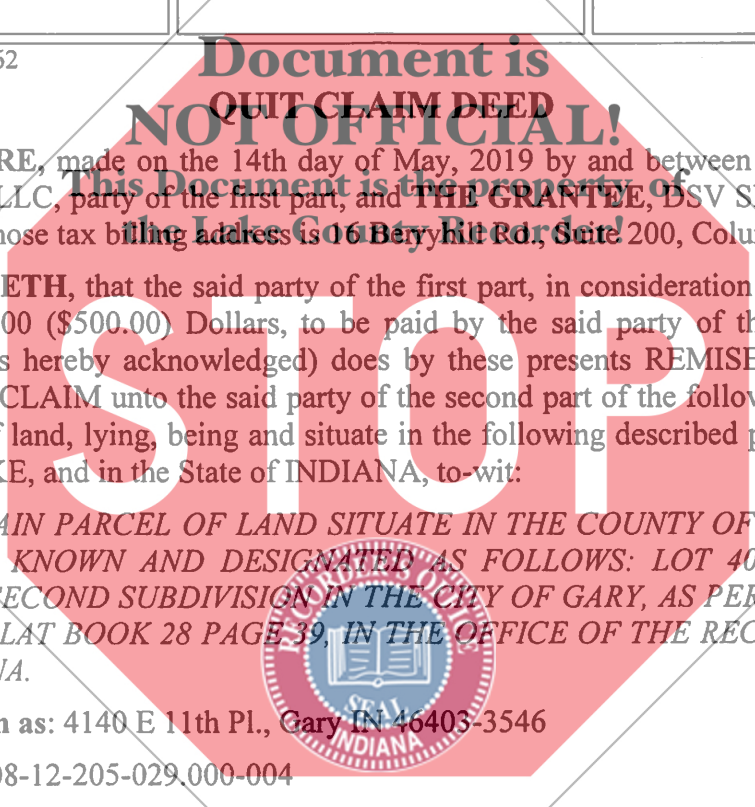 62
Document is
QUIT CLAIM DEED
NOT OFFICIAL!
RE, made on the 14th day of May, 2019 by and between
LLC, party of the first part, and THE GRANTEE, DSV S
This Document is the property of
hose tax billing address is 16 Berryhill Rd., Suite 200, Colu
the Lake County Recorder!
ETH, that the said party of the first part, in consideration
00 ($500.00) Dollars, to be paid by the said party of th
s hereby acknowledged) does by these presents REMISE
CLAIM unto the said party of the second part of the follow
f land, lying, being and situate in the following described p
KE, and in the State of INDIANA, to-wit:
STOP
AIN PARCEL OF LAND SITUATE IN THE COUNTY OF
KNOWN AND DESIGNATED AS FOLLOWS: LOT 40
SECOND SUBDIVISION IN THE CITY OF GARY, AS PER
LAT BOOK 28 PAGE 39, IN THE OFFICE OF THE REC
NA.
RECORDER'S OFFICE
SEAL
INDIANA
n as: 4140 E 11th Pl., Gary IN 46403-3546
08-12-205-029.000-004